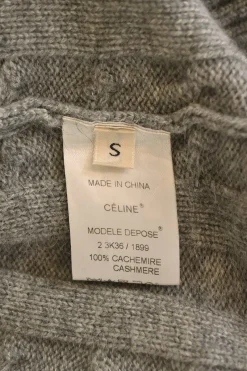 S
MADE IN CHINA
CÉLINE®
MODELE DEPOSE®
2 3K36 / 1899
100% CACHEMIRE
CASHMERE